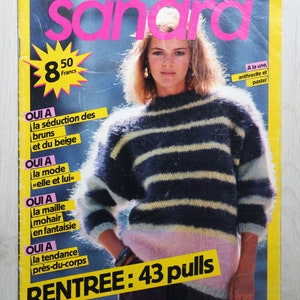 sandra
8.50
Francs
A la une,
anthracite et
pastel
OUI A
la séduction des
bruns
et du beige
OUI A
la mode
«elle et lui»
OUI A
la maille
mohair
en fantaisie
OUI A
la tendance
près-du-corps
RENTREE: 43 pulls